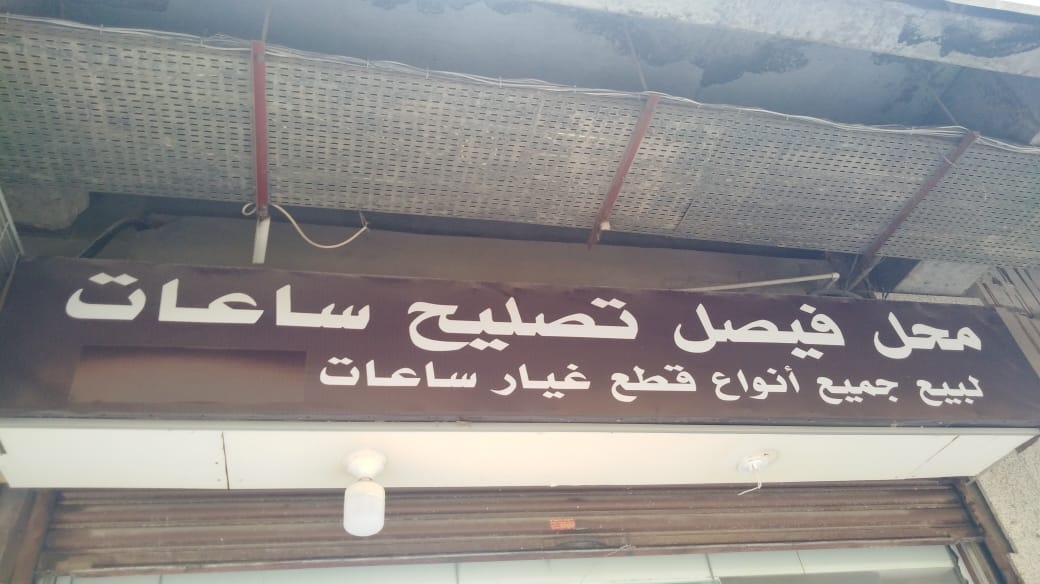 محل فيصل تصليح ساعات
لبيع جميع أنواع قطع غيار ساعات